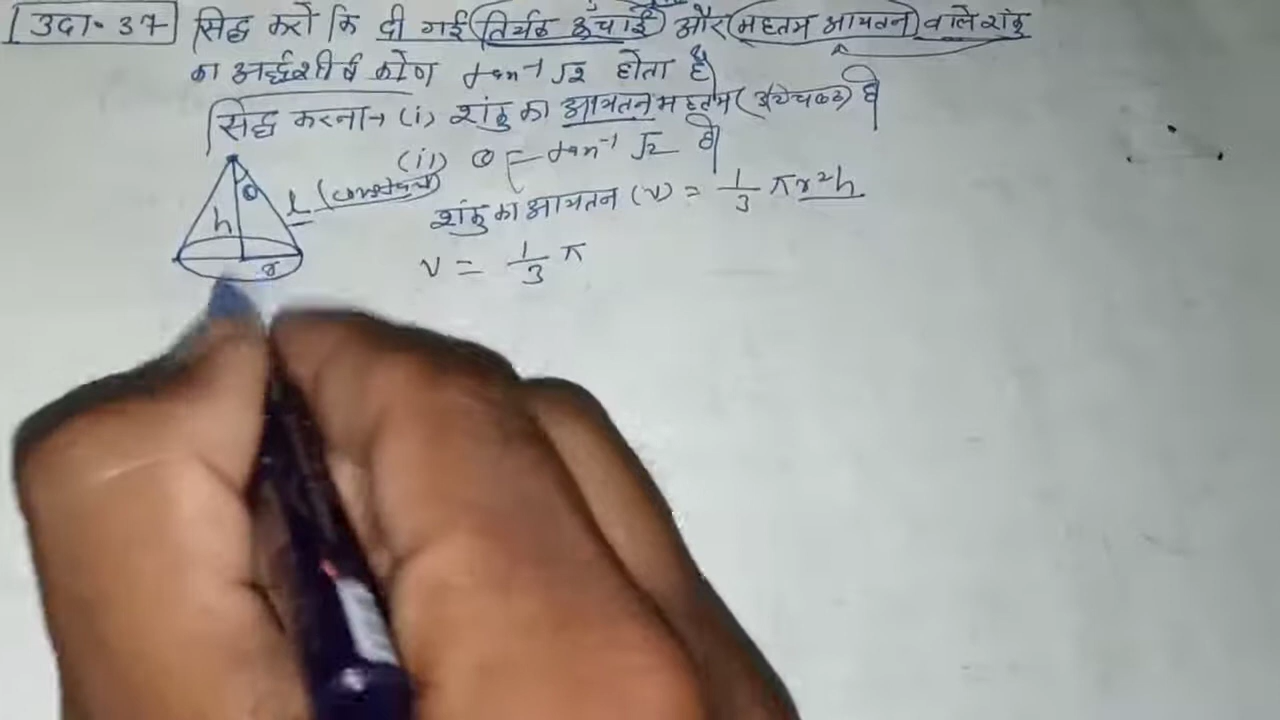 उदा- 37 सिद्ध करो कि दी गई तिर्यक ऊंचाई और महत्तम आयतन वाले शंकु
का अर्द्धशीर्ष कोण tan⁻¹ √2 होता है।
सिद्ध करना→ (i) शंकु का आयतन महत्तम (उच्चिष्ठ) है
(ii) θ = tan⁻¹ √2 है।
θ
h
l (अचर)
r
शंकु का आयतन (v) = 1/3 πr²h
v = 1/3 π